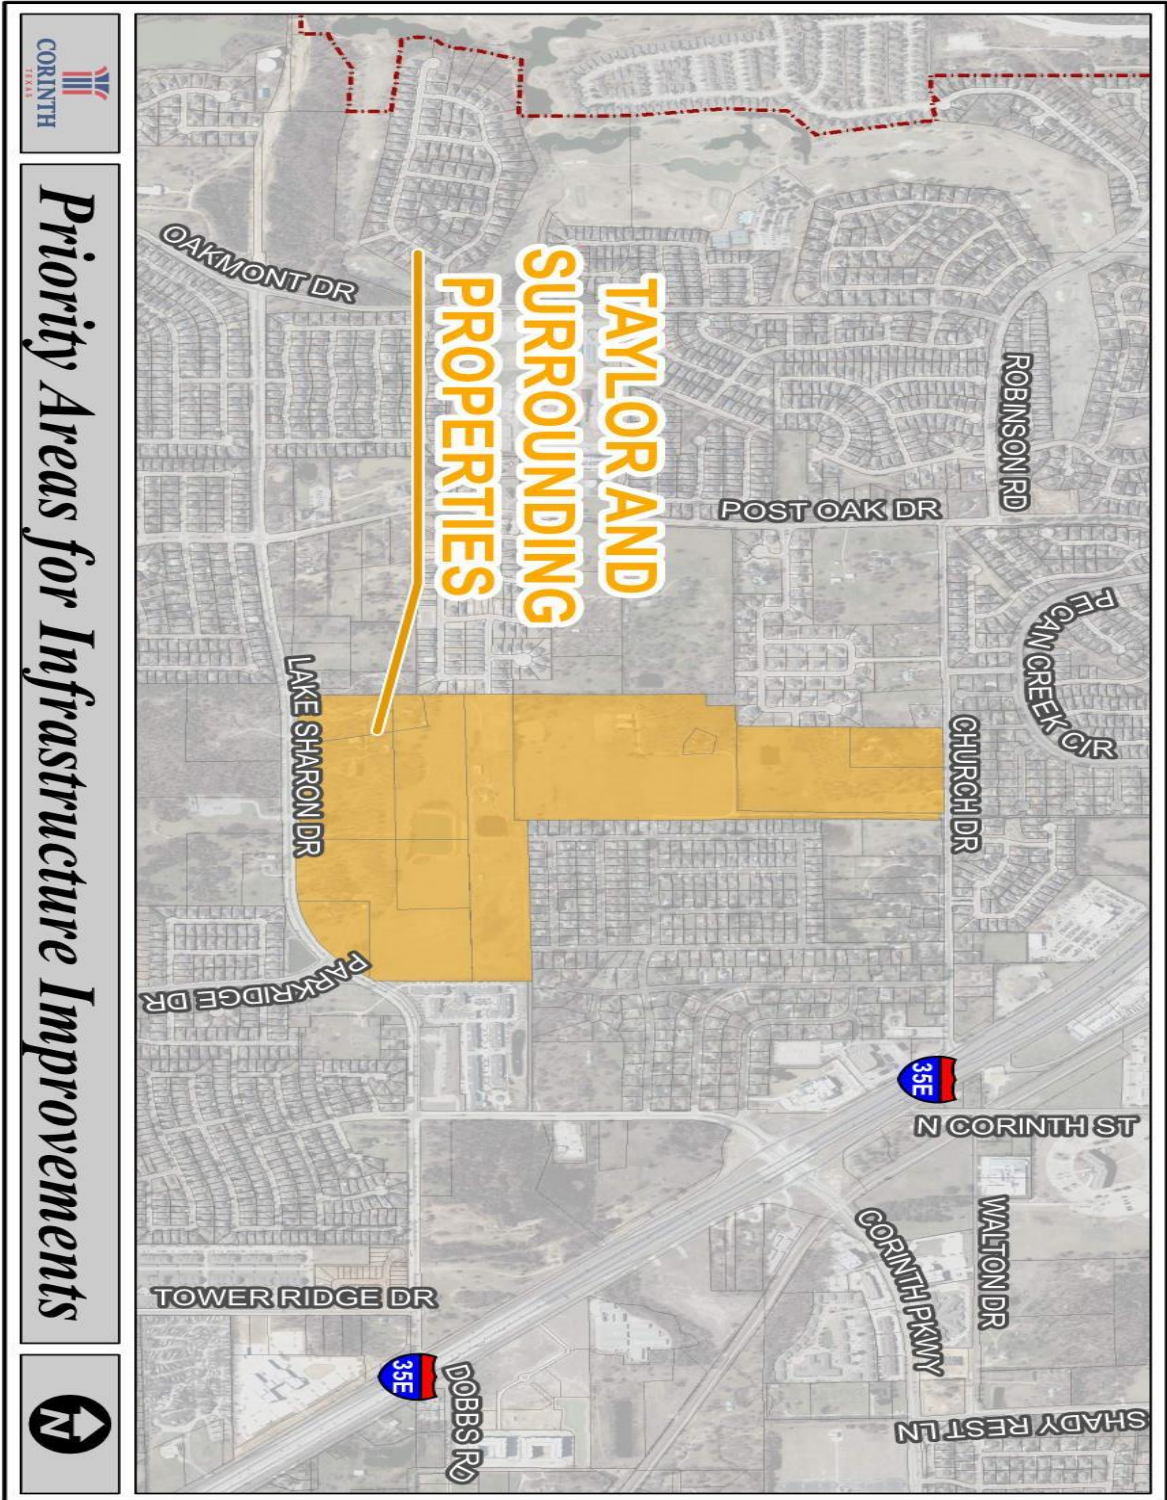 ROBINSON RD
PECAN CREEK CIR
CHURCH DR
35E
N CORINTH ST
WALTON DR
CORINTH PKWY
SHADY REST LN
POST OAK DR
TAYLOR AND
SURROUNDING
PROPERTIES
OAKMONT DR
LAKE SHARON DR
PARKRIDGE DR
TOWER RIDGE DR
35E
DOBBS RD
CORINTH
TEXAS
Priority Areas for Infrastructure Improvements
N